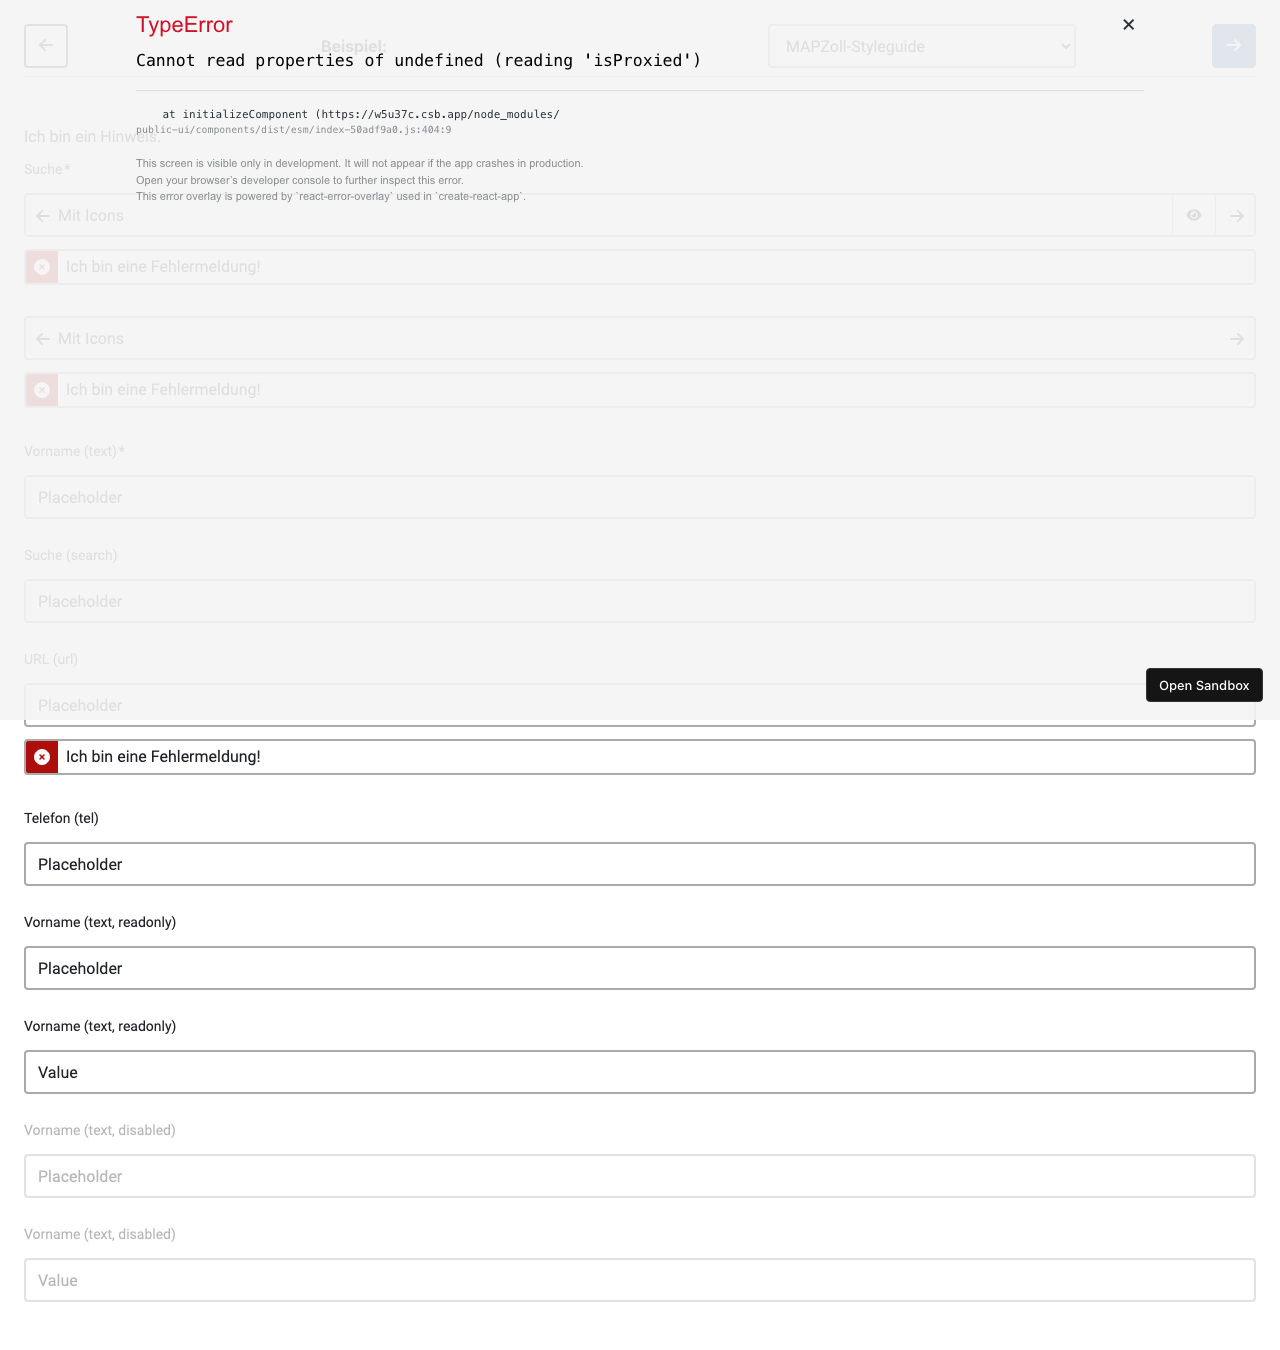 TypeError
Beispiel:
MAPZoll-Styleguide
Cannot read properties of undefined (reading 'isProxied')
at initializeComponent (https://w5u37c.csb.app/node_modules/
public-ui/components/dist/esm/index-50adf9a0.js:404:9
Ich bin ein Hinweis.
This screen is visible only in development. It will not appear if the app crashes in production.
Suche*
Open your browser's developer console to further inspect this error.
This error overlay is powered by `react-error-overlay` used in `create-react-app`.
Mit Icons
Ich bin eine Fehlermeldung!
Mit Icons
Ich bin eine Fehlermeldung!
Vorname (text)*
Placeholder
Suche (search)
Placeholder
URL (url)
Open Sandbox
Placeholder
Ich bin eine Fehlermeldung!
Telefon (tel)
Placeholder
Vorname (text, readonly)
Placeholder
Vorname (text, readonly)
Value
Vorname (text, disabled)
Placeholder
Vorname (text, disabled)
Value